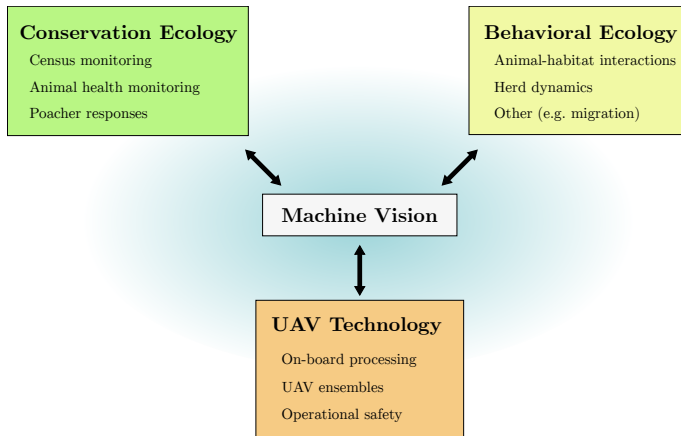 Conservation Ecology
Census monitoring
Animal health monitoring
Poacher responses
Behavioral Ecology
Animal-habitat interactions
Herd dynamics
Other (e.g. migration)
Machine Vision
UAV Technology
On-board processing
UAV ensembles
Operational safety